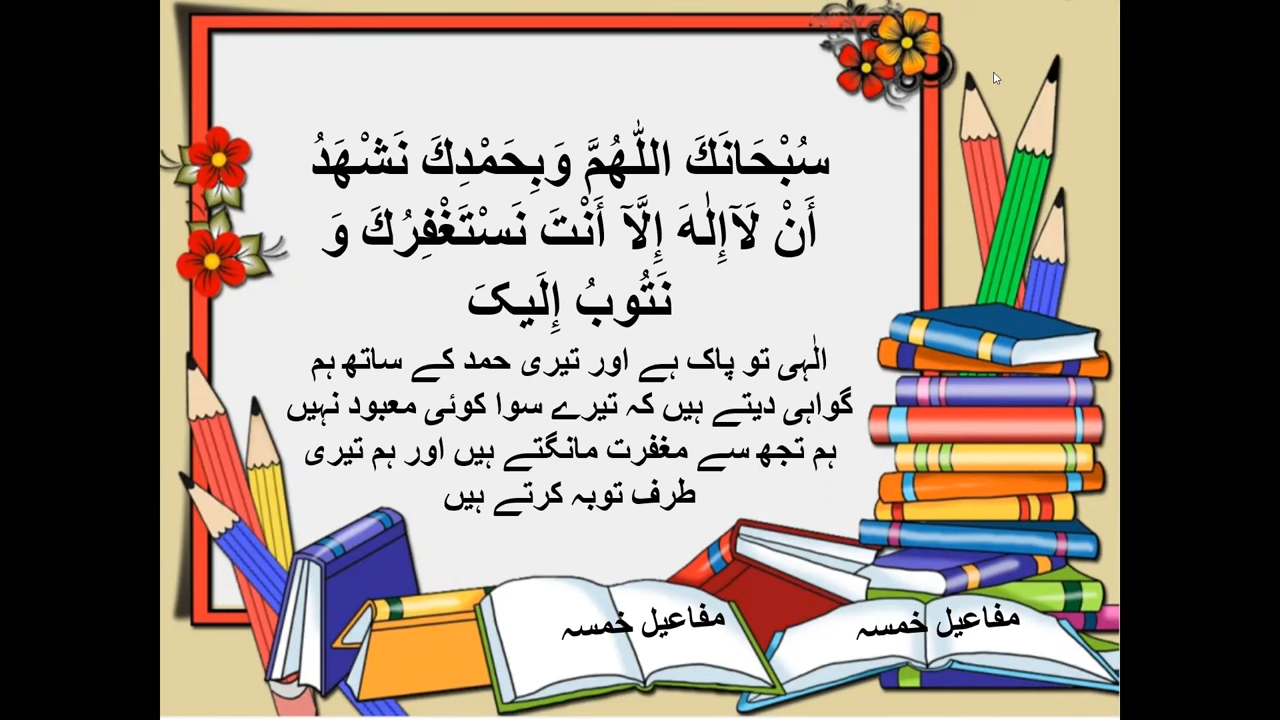 سُبْحَانَكَ اللّٰهُمَّ وَبِحَمْدِكَ نَشْهَدُ
أَنْ لَآإِلٰهَ إِلَّآ أَنْتَ نَسْتَغْفِرُكَ وَ
نَتُوبُ إِلَیکَ
الٰہی تو پاک ہے اور تیری حمد کے ساتھ ہم
گواہی دیتے ہیں کہ تیرے سوا کوئی معبود نہیں
ہم تجھ سے مغفرت مانگتے ہیں اور ہم تیری
طرف توبہ کرتے ہیں
مفاعیل خمسہ
مفاعیل خمسہ